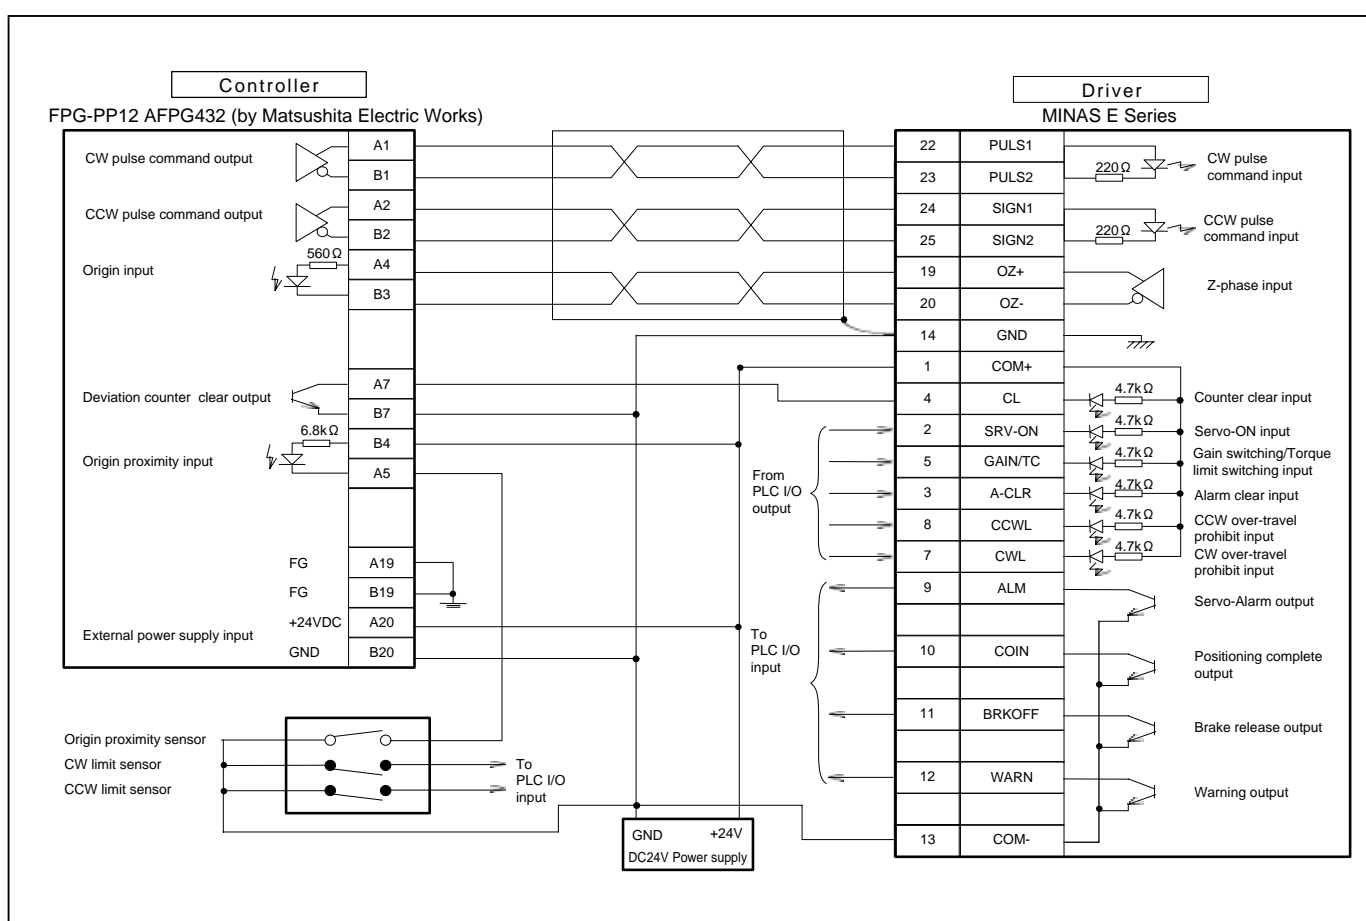 Controller
FPG-PP12 AFPG432 (by Matsushita Electric Works)
CW pulse command output
A1
B1
CCW pulse command output
A2
B2
Origin input
560Ω
A4
B3
Deviation counter clear output
A7
B7
6.8kΩ
B4
Origin proximity input
A5
FG
A19
FG
B19
External power supply input
+24VDC
A20
GND
B20
Origin proximity sensor
CW limit sensor
CCW limit sensor
To
PLC I/O
input
GND
+24V
DC24V Power supply
From
PLC I/O
output
To
PLC I/O
input
Driver
MINAS E Series
22
PULS1
23
PULS2
220Ω
CW pulse
command input
24
SIGN1
25
SIGN2
220Ω
CCW pulse
command input
19
OZ+
20
OZ-
Z-phase input
14
GND
1
COM+
4
CL
4.7kΩ
Counter clear input
2
SRV-ON
4.7kΩ
Servo-ON input
5
GAIN/TC
4.7kΩ
Gain switching/Torque
limit switching input
3
A-CLR
4.7kΩ
Alarm clear input
8
CCWL
4.7kΩ
CCW over-travel
prohibit input
7
CWL
4.7kΩ
CW over-travel
prohibit input
9
ALM
Servo-Alarm output
10
COIN
Positioning complete
output
11
BRKOFF
Brake release output
12
WARN
Warning output
13
COM-